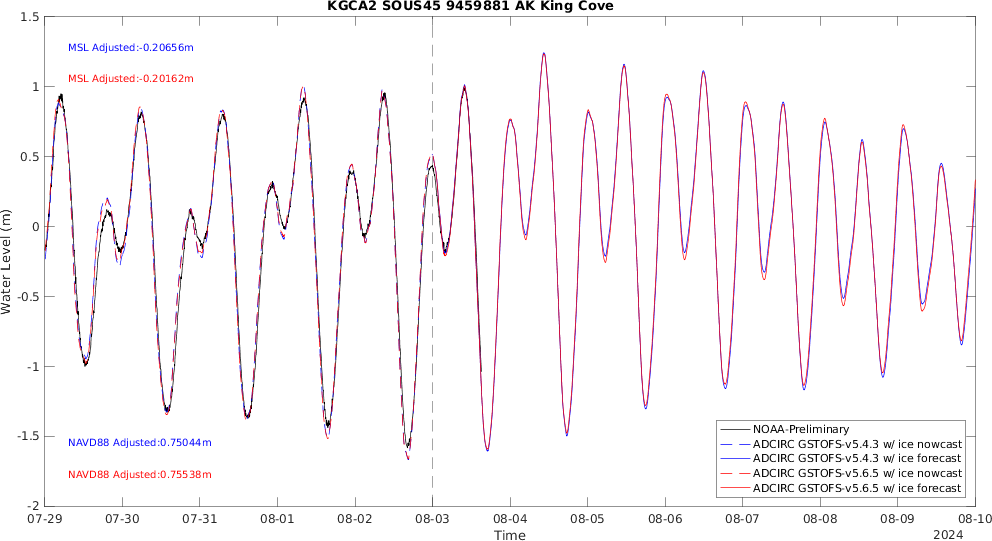 KGCA2 SOUS45 9459881 AK King Cove
MSL Adjusted:-0.20656m
MSL Adjusted:-0.20162m
NAVD88 Adjusted:0.75044m
NAVD88 Adjusted:0.75538m
Water Level (m)
1.5
1
0.5
0
-0.5
-1
-1.5
-2
NOAA-Preliminary
ADCIRC GSTOFS-v5.4.3 w/ ice nowcast
ADCIRC GSTOFS-v5.4.3 w/ ice forecast
ADCIRC GSTOFS-v5.6.5 w/ ice nowcast
ADCIRC GSTOFS-v5.6.5 w/ ice forecast
07-29 07-30 07-31 08-01 08-02 08-03 08-04 08-05 08-06 08-07 08-08 08-09 08-10
Time
2024